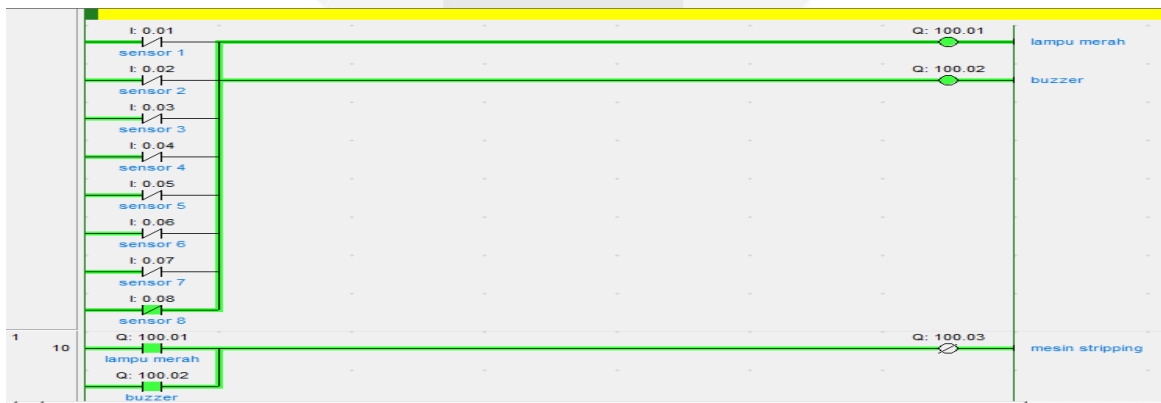 I: 0.01 Q: 100.01
sensor 1 lampu merah
I: 0.02 Q: 100.02
sensor 2 buzzer
I: 0.03
sensor 3
I: 0.04
sensor 4
I: 0.05
sensor 5
I: 0.06
sensor 6
I: 0.07
sensor 7
I: 0.08
sensor 8
1 Q: 100.01 Q: 100.03
10 lampu merah mesin stripping
Q: 100.02
buzzer